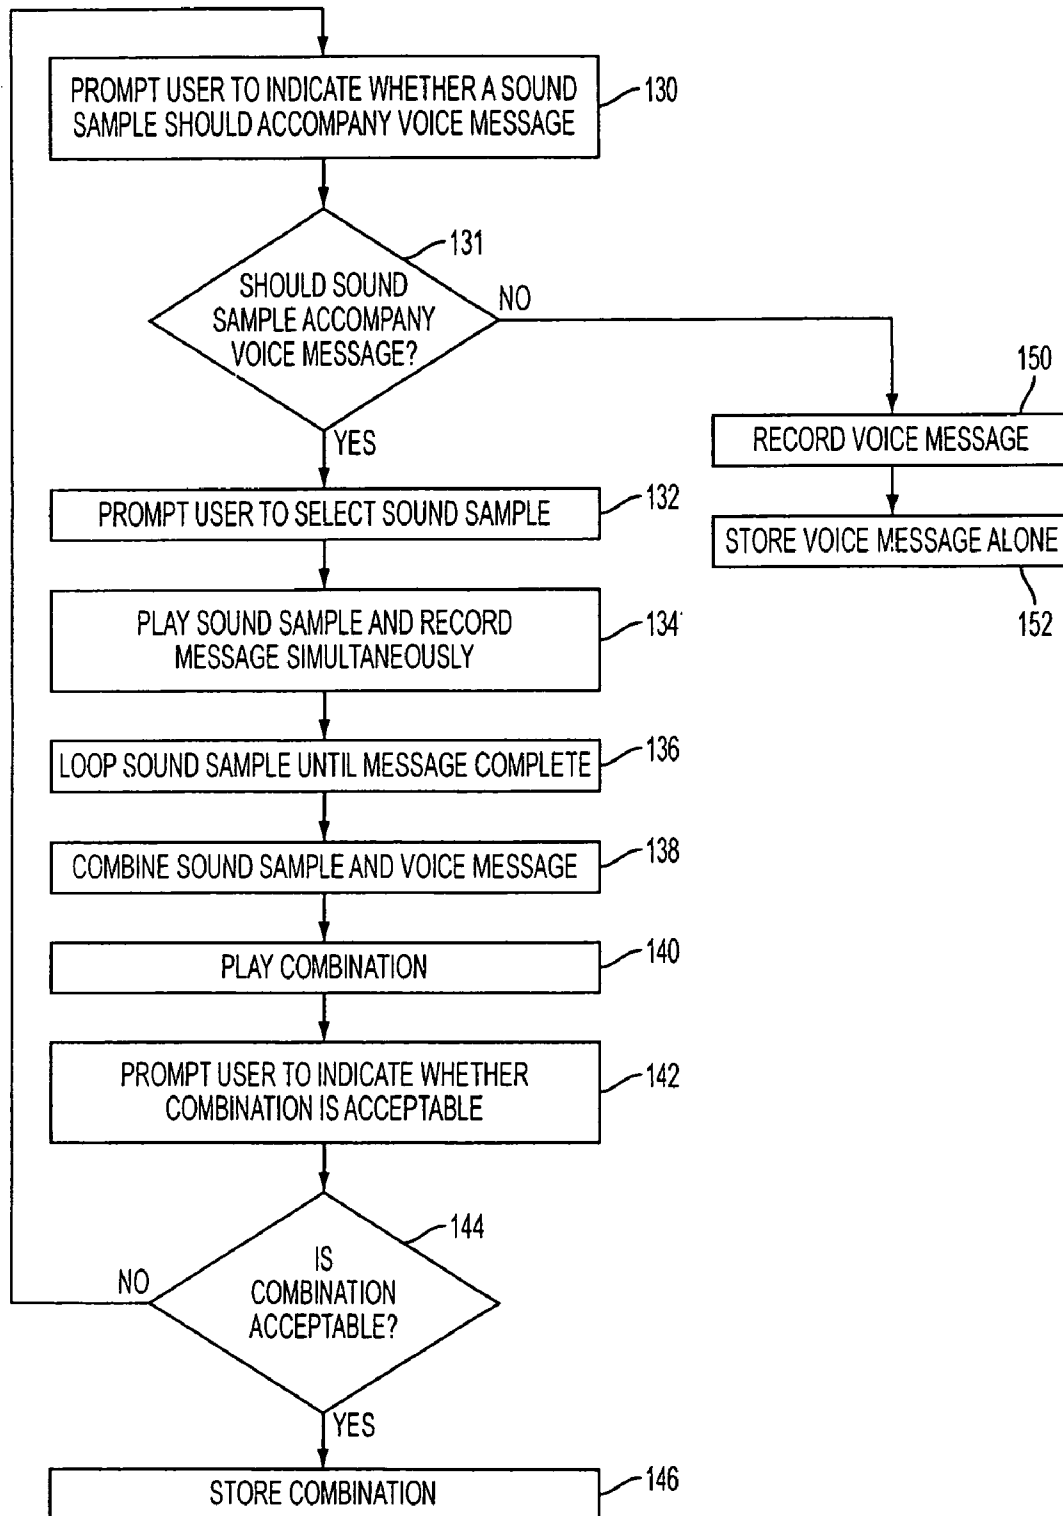 PROMPT USER TO INDICATE WHETHER A SOUND
SAMPLE SHOULD ACCOMPANY VOICE MESSAGE
130
131
SHOULD SOUND
SAMPLE ACCOMPANY
VOICE MESSAGE?
NO
YES
150
RECORD VOICE MESSAGE
STORE VOICE MESSAGE ALONE
152
PROMPT USER TO SELECT SOUND SAMPLE
132
PLAY SOUND SAMPLE AND RECORD
MESSAGE SIMULTANEOUSLY
134
LOOP SOUND SAMPLE UNTIL MESSAGE COMPLETE
136
COMBINE SOUND SAMPLE AND VOICE MESSAGE
138
PLAY COMBINATION
140
PROMPT USER TO INDICATE WHETHER
COMBINATION IS ACCEPTABLE
142
144
IS
COMBINATION
ACCEPTABLE?
NO
YES
STORE COMBINATION
146